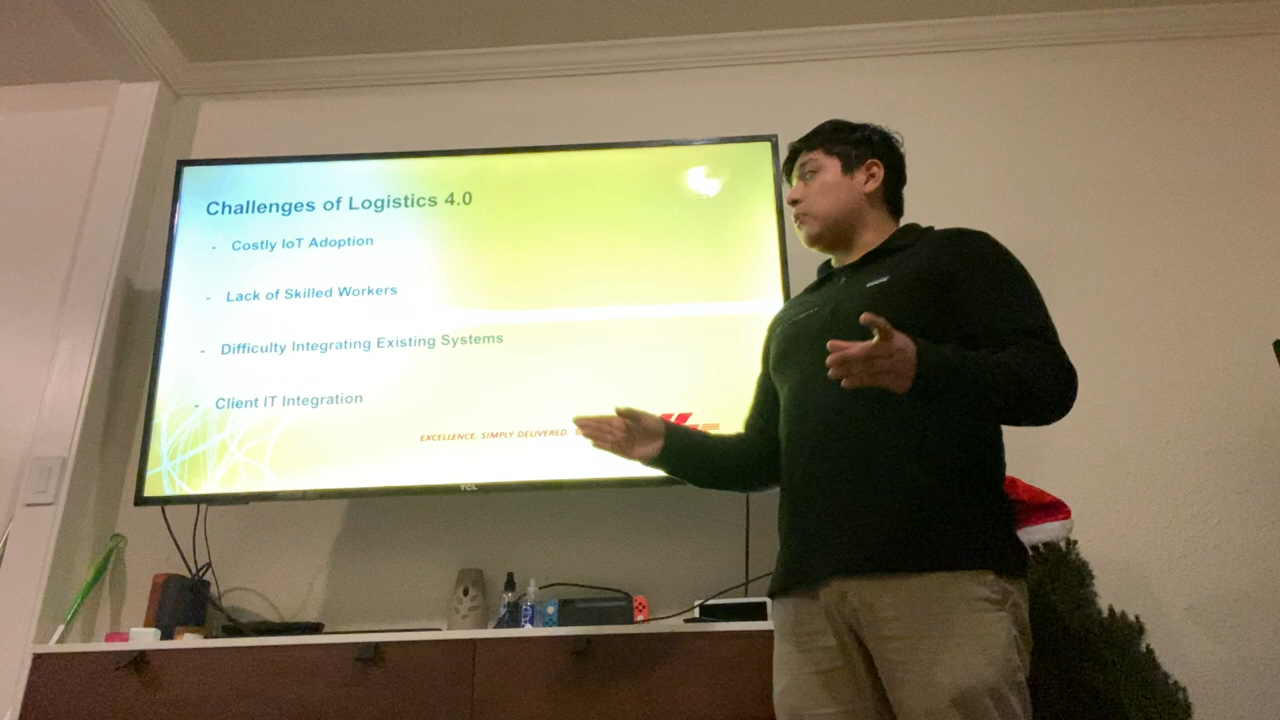 Challenges of Logistics 4.0
- Costly IoT Adoption
- Lack of Skilled Workers
- Difficulty Integrating Existing Systems
- Client IT Integration
EXCELLENCE. SIMPLY DELIVERED.
TCL